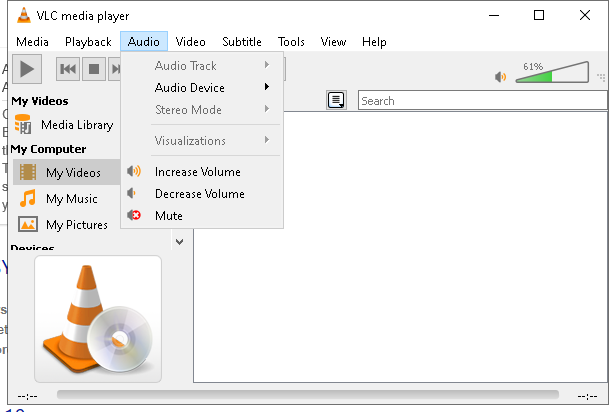 VLC media player
Media Playback Audio Video Subtitle Tools View Help
61%
Audio Track
Audio Device
Stereo Mode
Visualizations
Increase Volume
Decrease Volume
Mute
Search
My Videos
Media Library
My Computer
My Videos
My Music
My Pictures
Devices
--:-- --:--